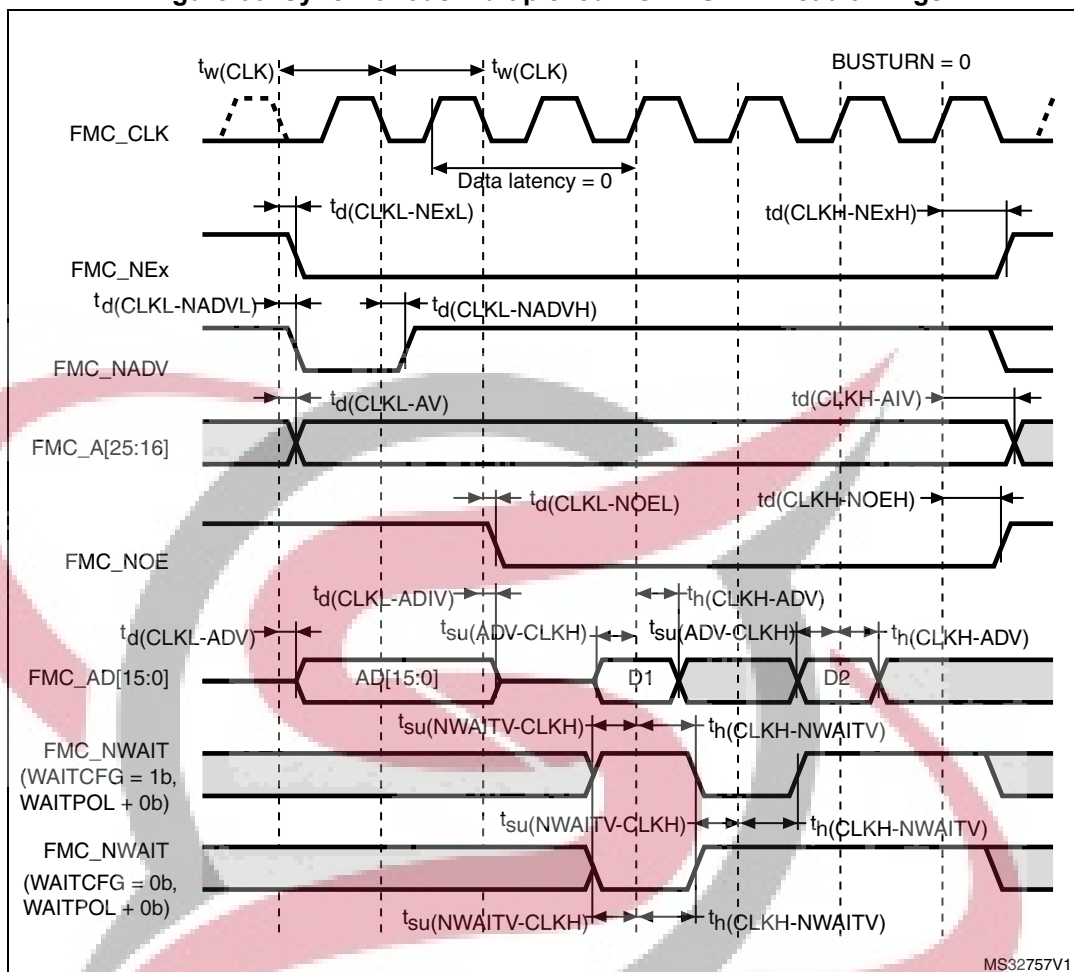 tw(CLK) tw(CLK) BUSTURN = 0
FMC_CLK
Data latency = 0
td(CLKL-NExL) td(CLKH-NExH)
FMC_NEx
td(CLKL-NADVL) td(CLKL-NADVH)
FMC_NADV
td(CLKL-AV) td(CLKH-AIV)
FMC_A[25:16]
td(CLKL-NOEL) td(CLKH-NOEH)
FMC_NOE
td(CLKL-ADIV) th(CLKH-ADV)
td(CLKL-ADV) tsu(ADV-CLKH) tsu(ADV-CLKH) th(CLKH-ADV)
FMC_AD[15:0] AD[15:0] D1 D2
tsu(NWAITV-CLKH) th(CLKH-NWAITV)
FMC_NWAIT
(WAITCFG = 1b,
WAITPOL + 0b)
tsu(NWAITV-CLKH) th(CLKH-NWAITV)
FMC_NWAIT
(WAITCFG = 0b,
WAITPOL + 0b)
tsu(NWAITV-CLKH) th(CLKH-NWAITV)
MS32757V1